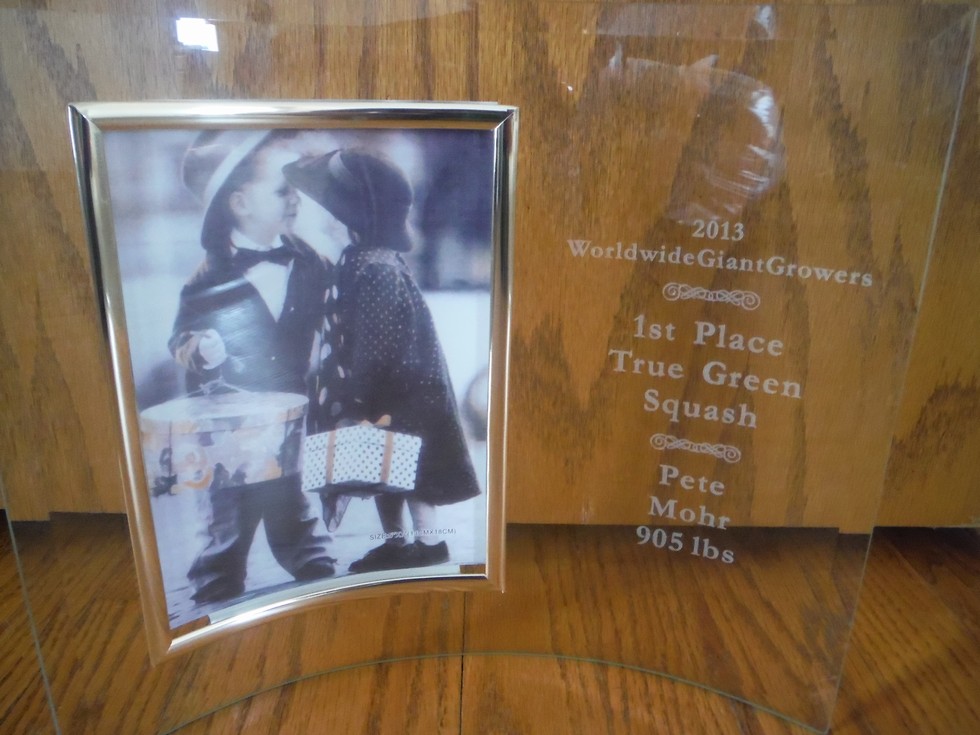 2013
WorldwideGiantGrowers
1st Place
True Green
Squash
Pete
Mohr
905 lbs